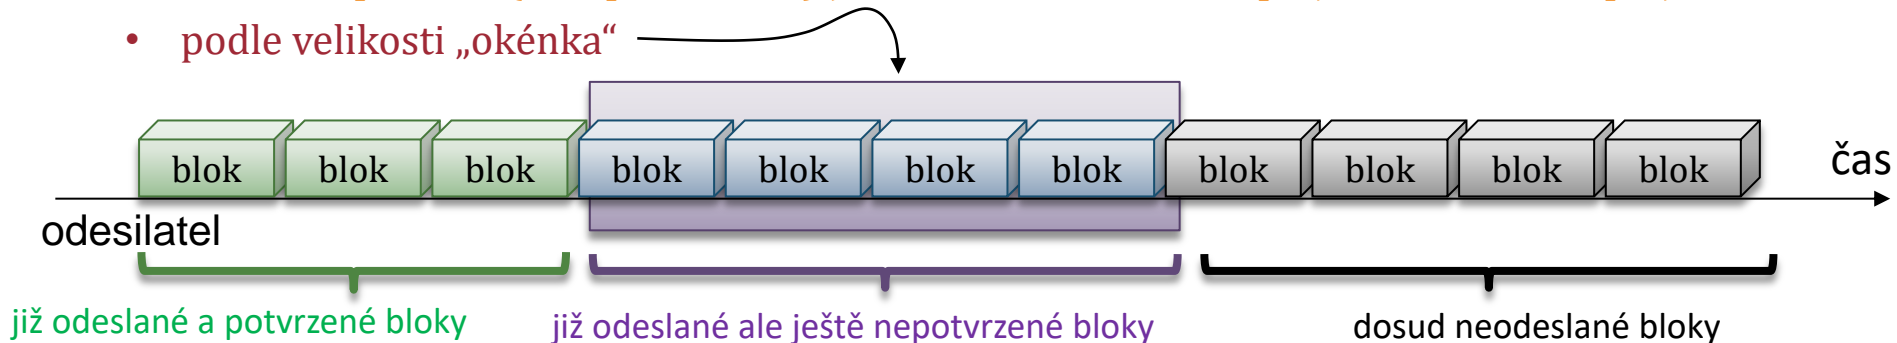 • podle velikosti „okénka“
blok blok blok blok blok blok blok blok blok blok blok
čas
odesilatel
již odeslané a potvrzené bloky
již odeslané ale ještě nepotvrzené bloky
dosud neodeslané bloky